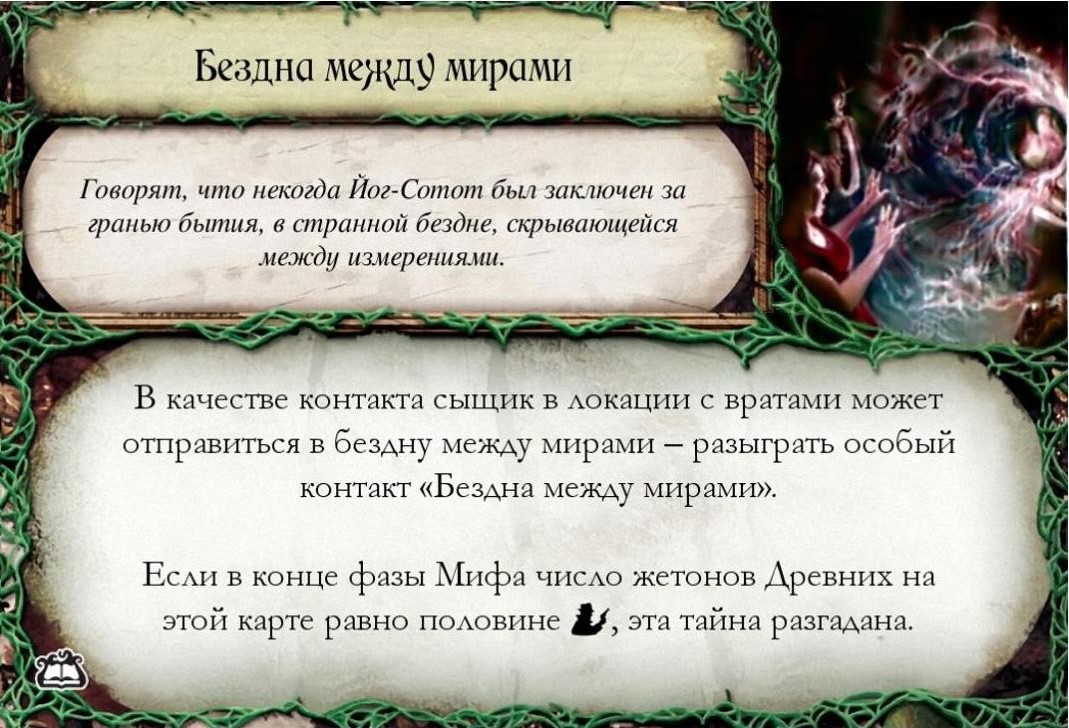 Бездна между мирами
Говорят, что некогда Йог-Сотот был заключен за
гранью бытия, в странной бездне, скрывающейся
между измерениями.
В качестве контакта сыщик в локации с вратами может
отправиться в бездну между мирами – разыграть особый
контакт «Бездна между мирами».
Если в конце фазы Мифа число жетонов Древних на
этой карте равно половине , эта тайна разгадана.